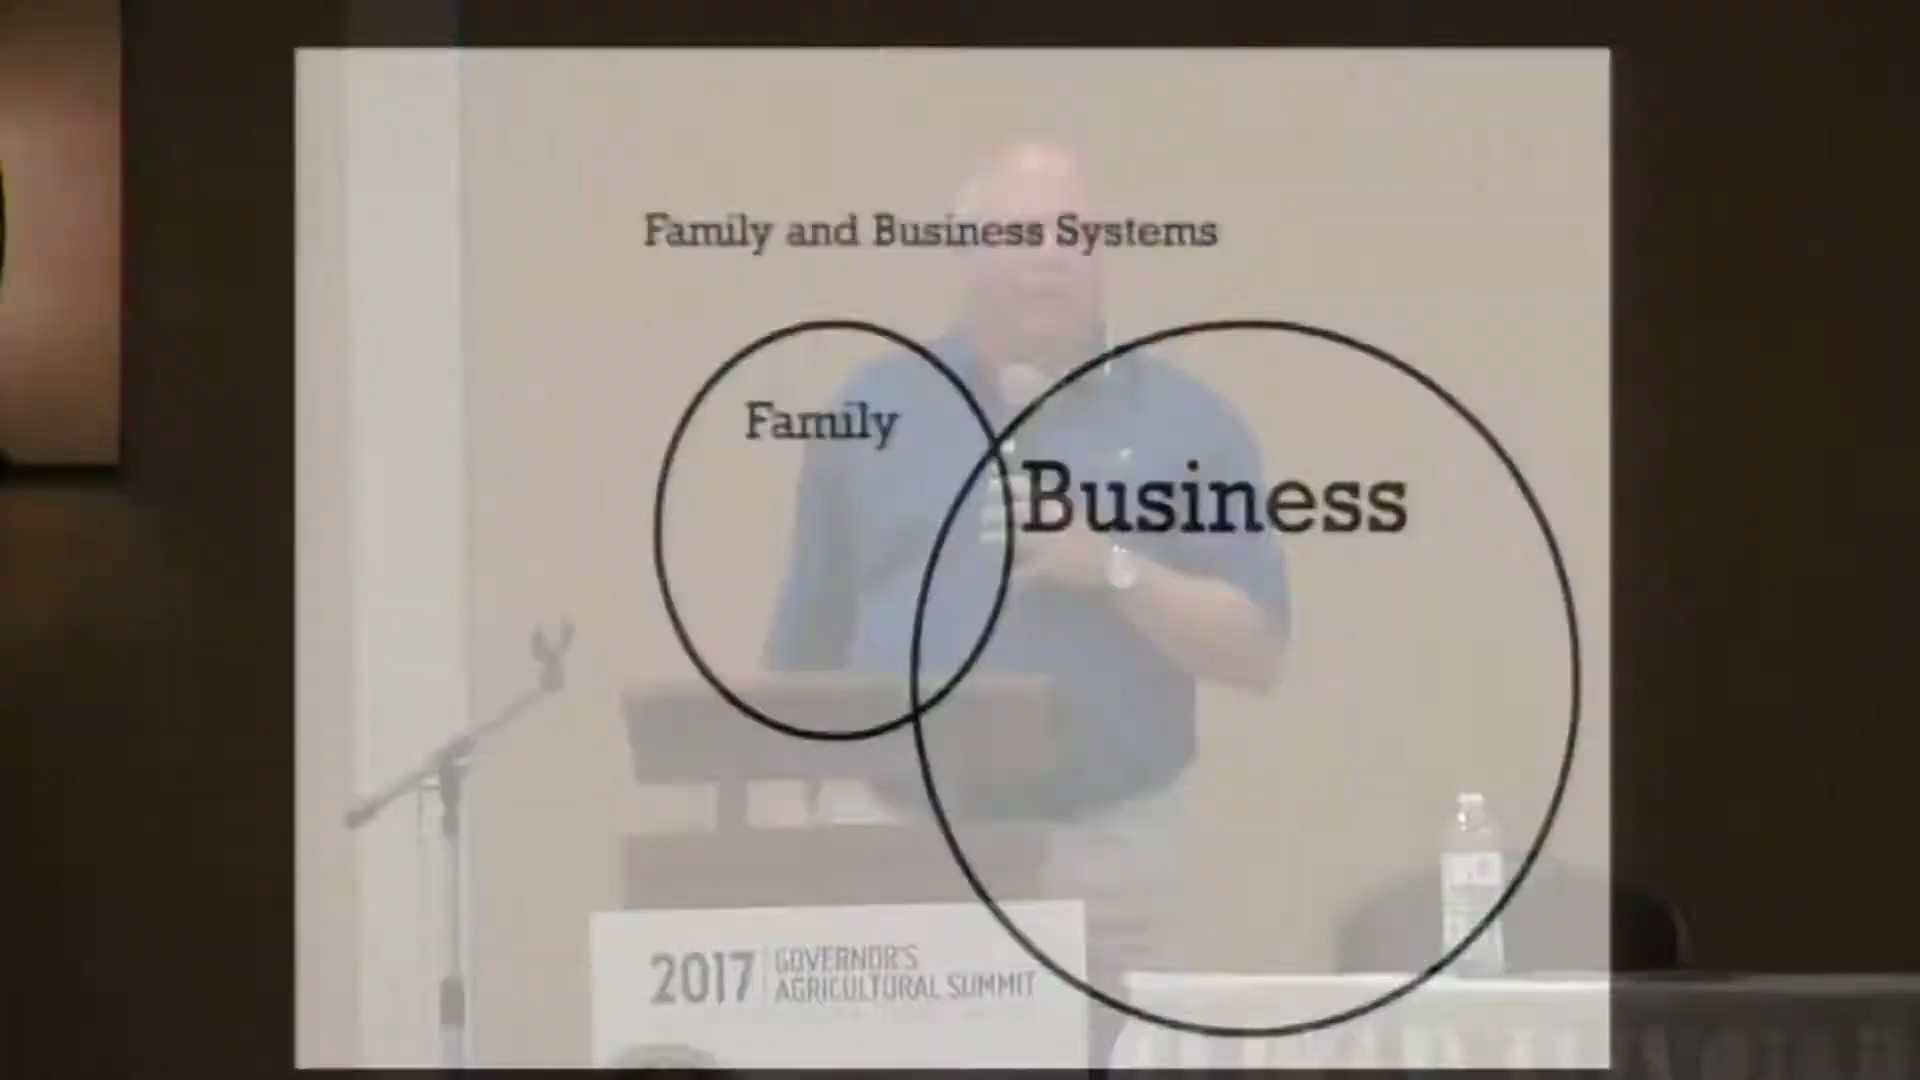 Family and Business Systems
Family
Business
2017 GOVERNOR'S
AGRICULTURAL SUMMIT